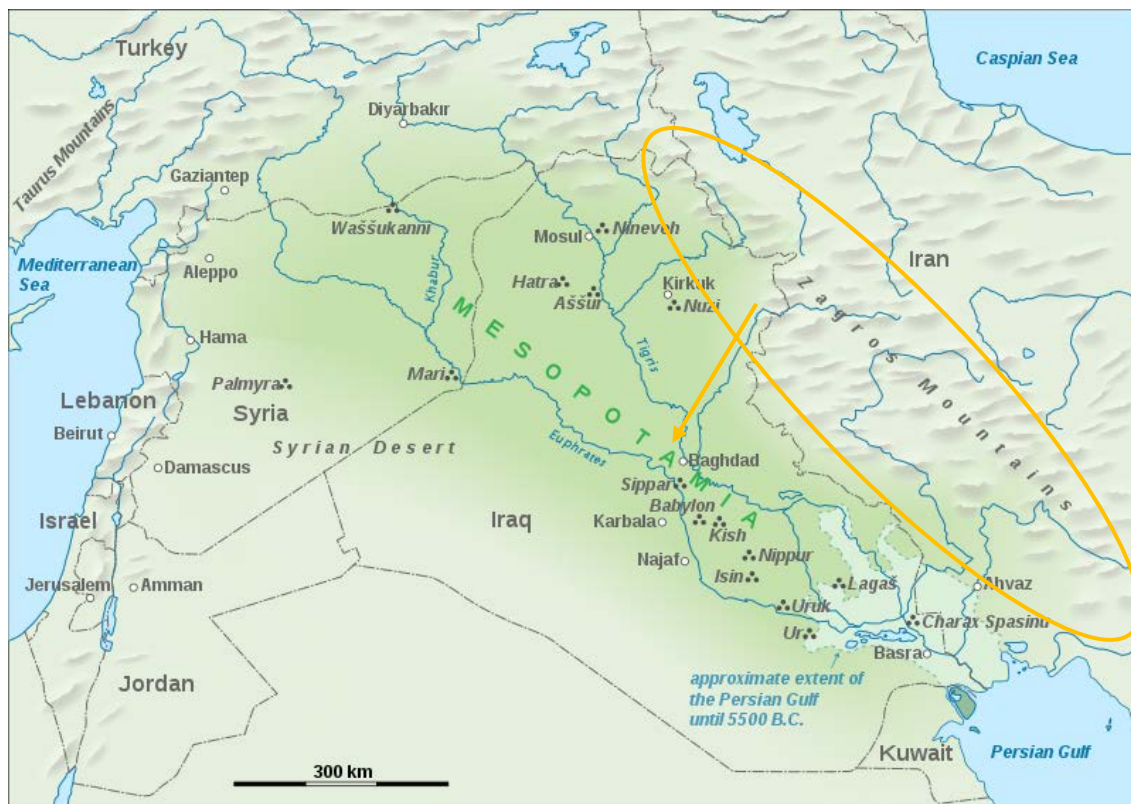 Turkey
Caspian Sea
Diyarbakır
Taurus Mountains
Gaziantep
Waššukanni
Mosul
Nineveh
Mediterranean
Sea
Aleppo
Iran
Khabur
Hatra
Aššur
Kirkuk
Nuzi
Zagros Mountains
MESOPOTAMIA
Hama
Tigris
Mari
Palmyra
Lebanon
Syria
Beirut
Syrian Desert
Euphrates
Damascus
Baghdad
Sippar
Babylon
Israel
Iraq
Karbala
Kish
Najaf
Nippur
Isin
Jerusalem
Amman
Lagaš
Ahvaz
Uruk
Charax Spasinu
Ur
Basra
Jordan
approximate extent of
the Persian Gulf
until 5500 B.C.
Kuwait
Persian Gulf
300 km